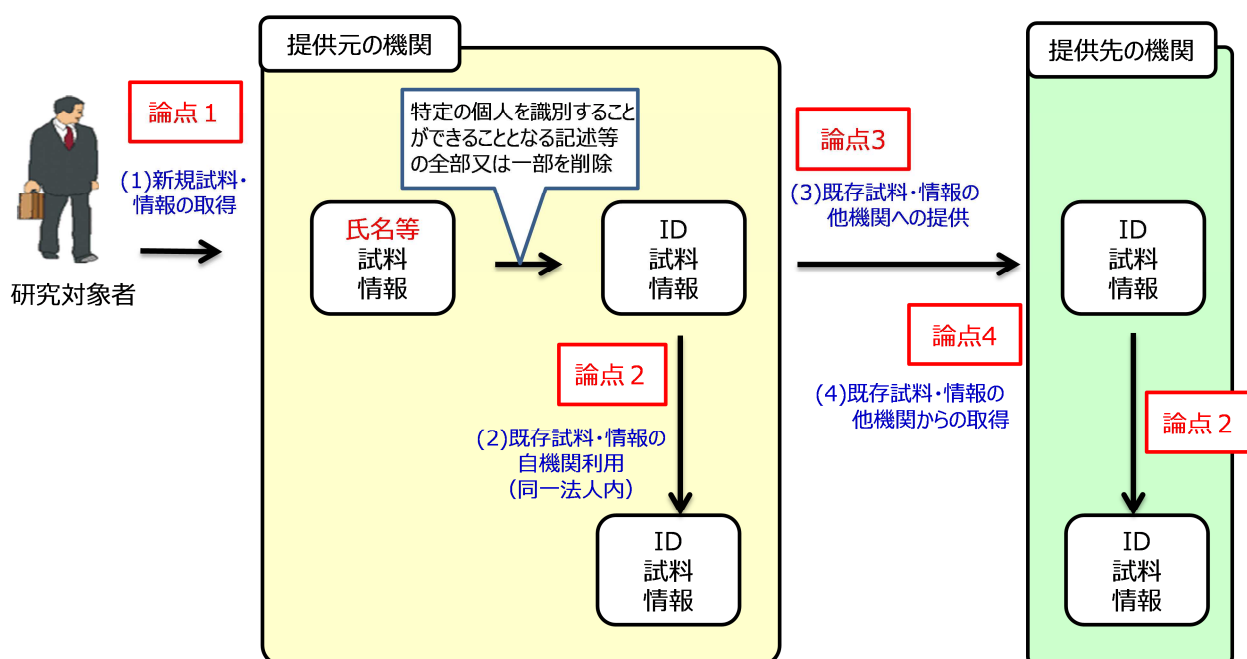 提供元の機関
提供先の機関
論点1
(1)新規試料・
情報の取得
研究対象者
特定の個人を識別すること
ができることとなる記述等
の全部又は一部を削除
氏名等
試料
情報
ID
試料
情報
論点2
(2)既存試料・情報の
自機関利用
(同一法人内)
ID
試料
情報
論点3
(3)既存試料・情報の
他機関への提供
論点4
(4)既存試料・情報の
他機関からの取得
ID
試料
情報
論点2
ID
試料
情報